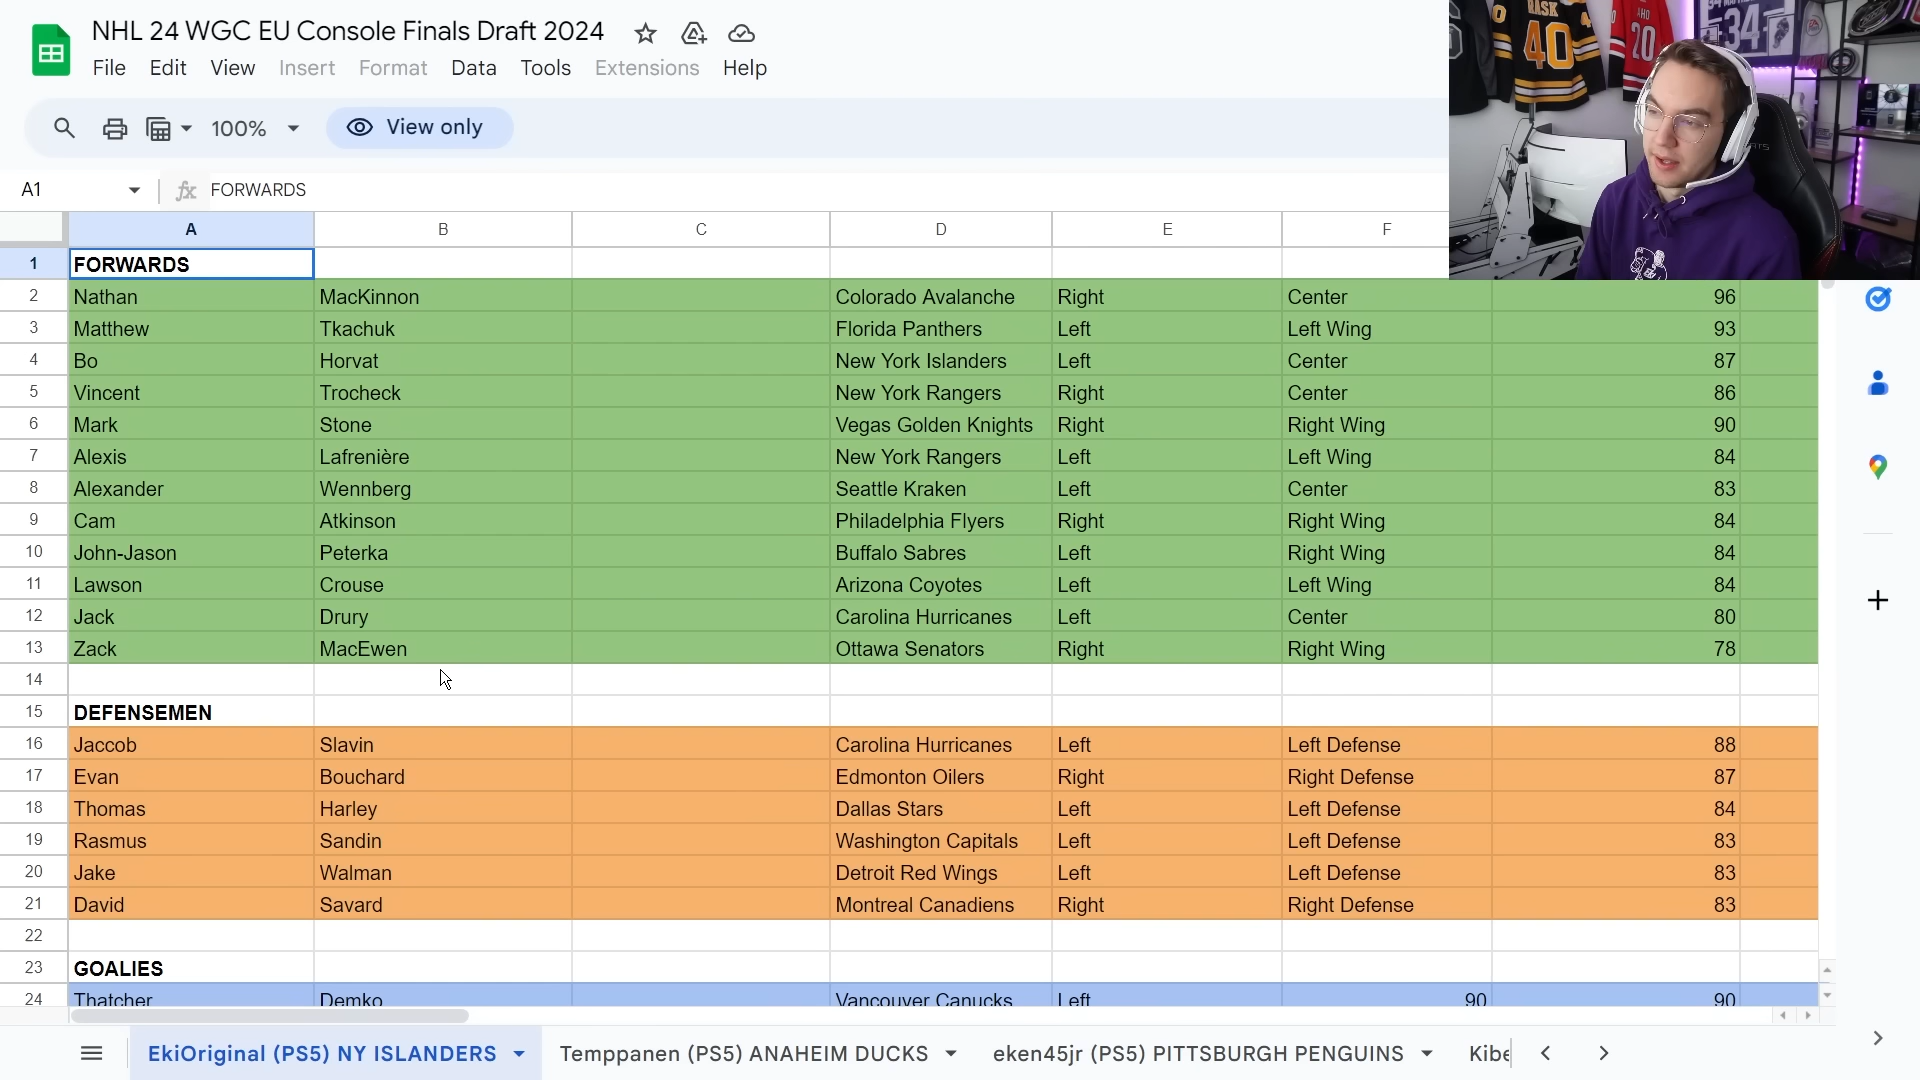 NHL 24 WGC EU Console Finals Draft 2024
File Edit View Insert Format Data Tools Extensions Help
100% View only
A1 fx FORWARDS
A B C D E F
1 FORWARDS
2 Nathan MacKinnon Colorado Avalanche Right Center 96
3 Matthew Tkachuk Florida Panthers Left Left Wing 93
4 Bo Horvat New York Islanders Left Center 87
5 Vincent Trocheck New York Rangers Right Center 86
6 Mark Stone Vegas Golden Knights Right Right Wing 90
7 Alexis Lafrenière New York Rangers Left Left Wing 84
8 Alexander Wennberg Seattle Kraken Left Center 83
9 Cam Atkinson Philadelphia Flyers Right Right Wing 84
10 John-Jason Peterka Buffalo Sabres Left Right Wing 84
11 Lawson Crouse Arizona Coyotes Left Left Wing 84
12 Jack Drury Carolina Hurricanes Left Center 80
13 Zack MacEwen Ottawa Senators Right Right Wing 78
14
15 DEFENSEMEN
16 Jaccob Slavin Carolina Hurricanes Left Left Defense 88
17 Evan Bouchard Edmonton Oilers Right Right Defense 87
18 Thomas Harley Dallas Stars Left Left Defense 84
19 Rasmus Sandin Washington Capitals Left Left Defense 83
20 Jake Walman Detroit Red Wings Left Left Defense 83
21 David Savard Montreal Canadiens Right Right Defense 83
22
23 GOALIES
24 Thatcher Demko Vancouver Canucks Left 90 90
EkiOriginal (PS5) NY ISLANDERS Temppanen (PS5) ANAHEIM DUCKS eken45jr (PS5) PITTSBURGH PENGUINS Kibe
RASK
40
AHO
20
34